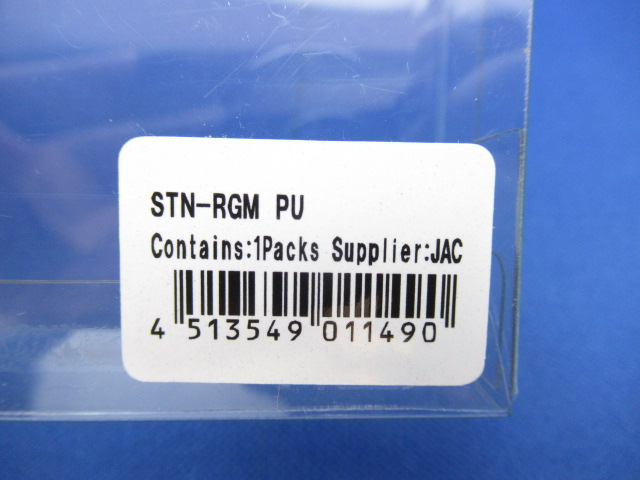 STN-RGM PU
Contains:1Packs Supplier:JAC
4 513549 011490